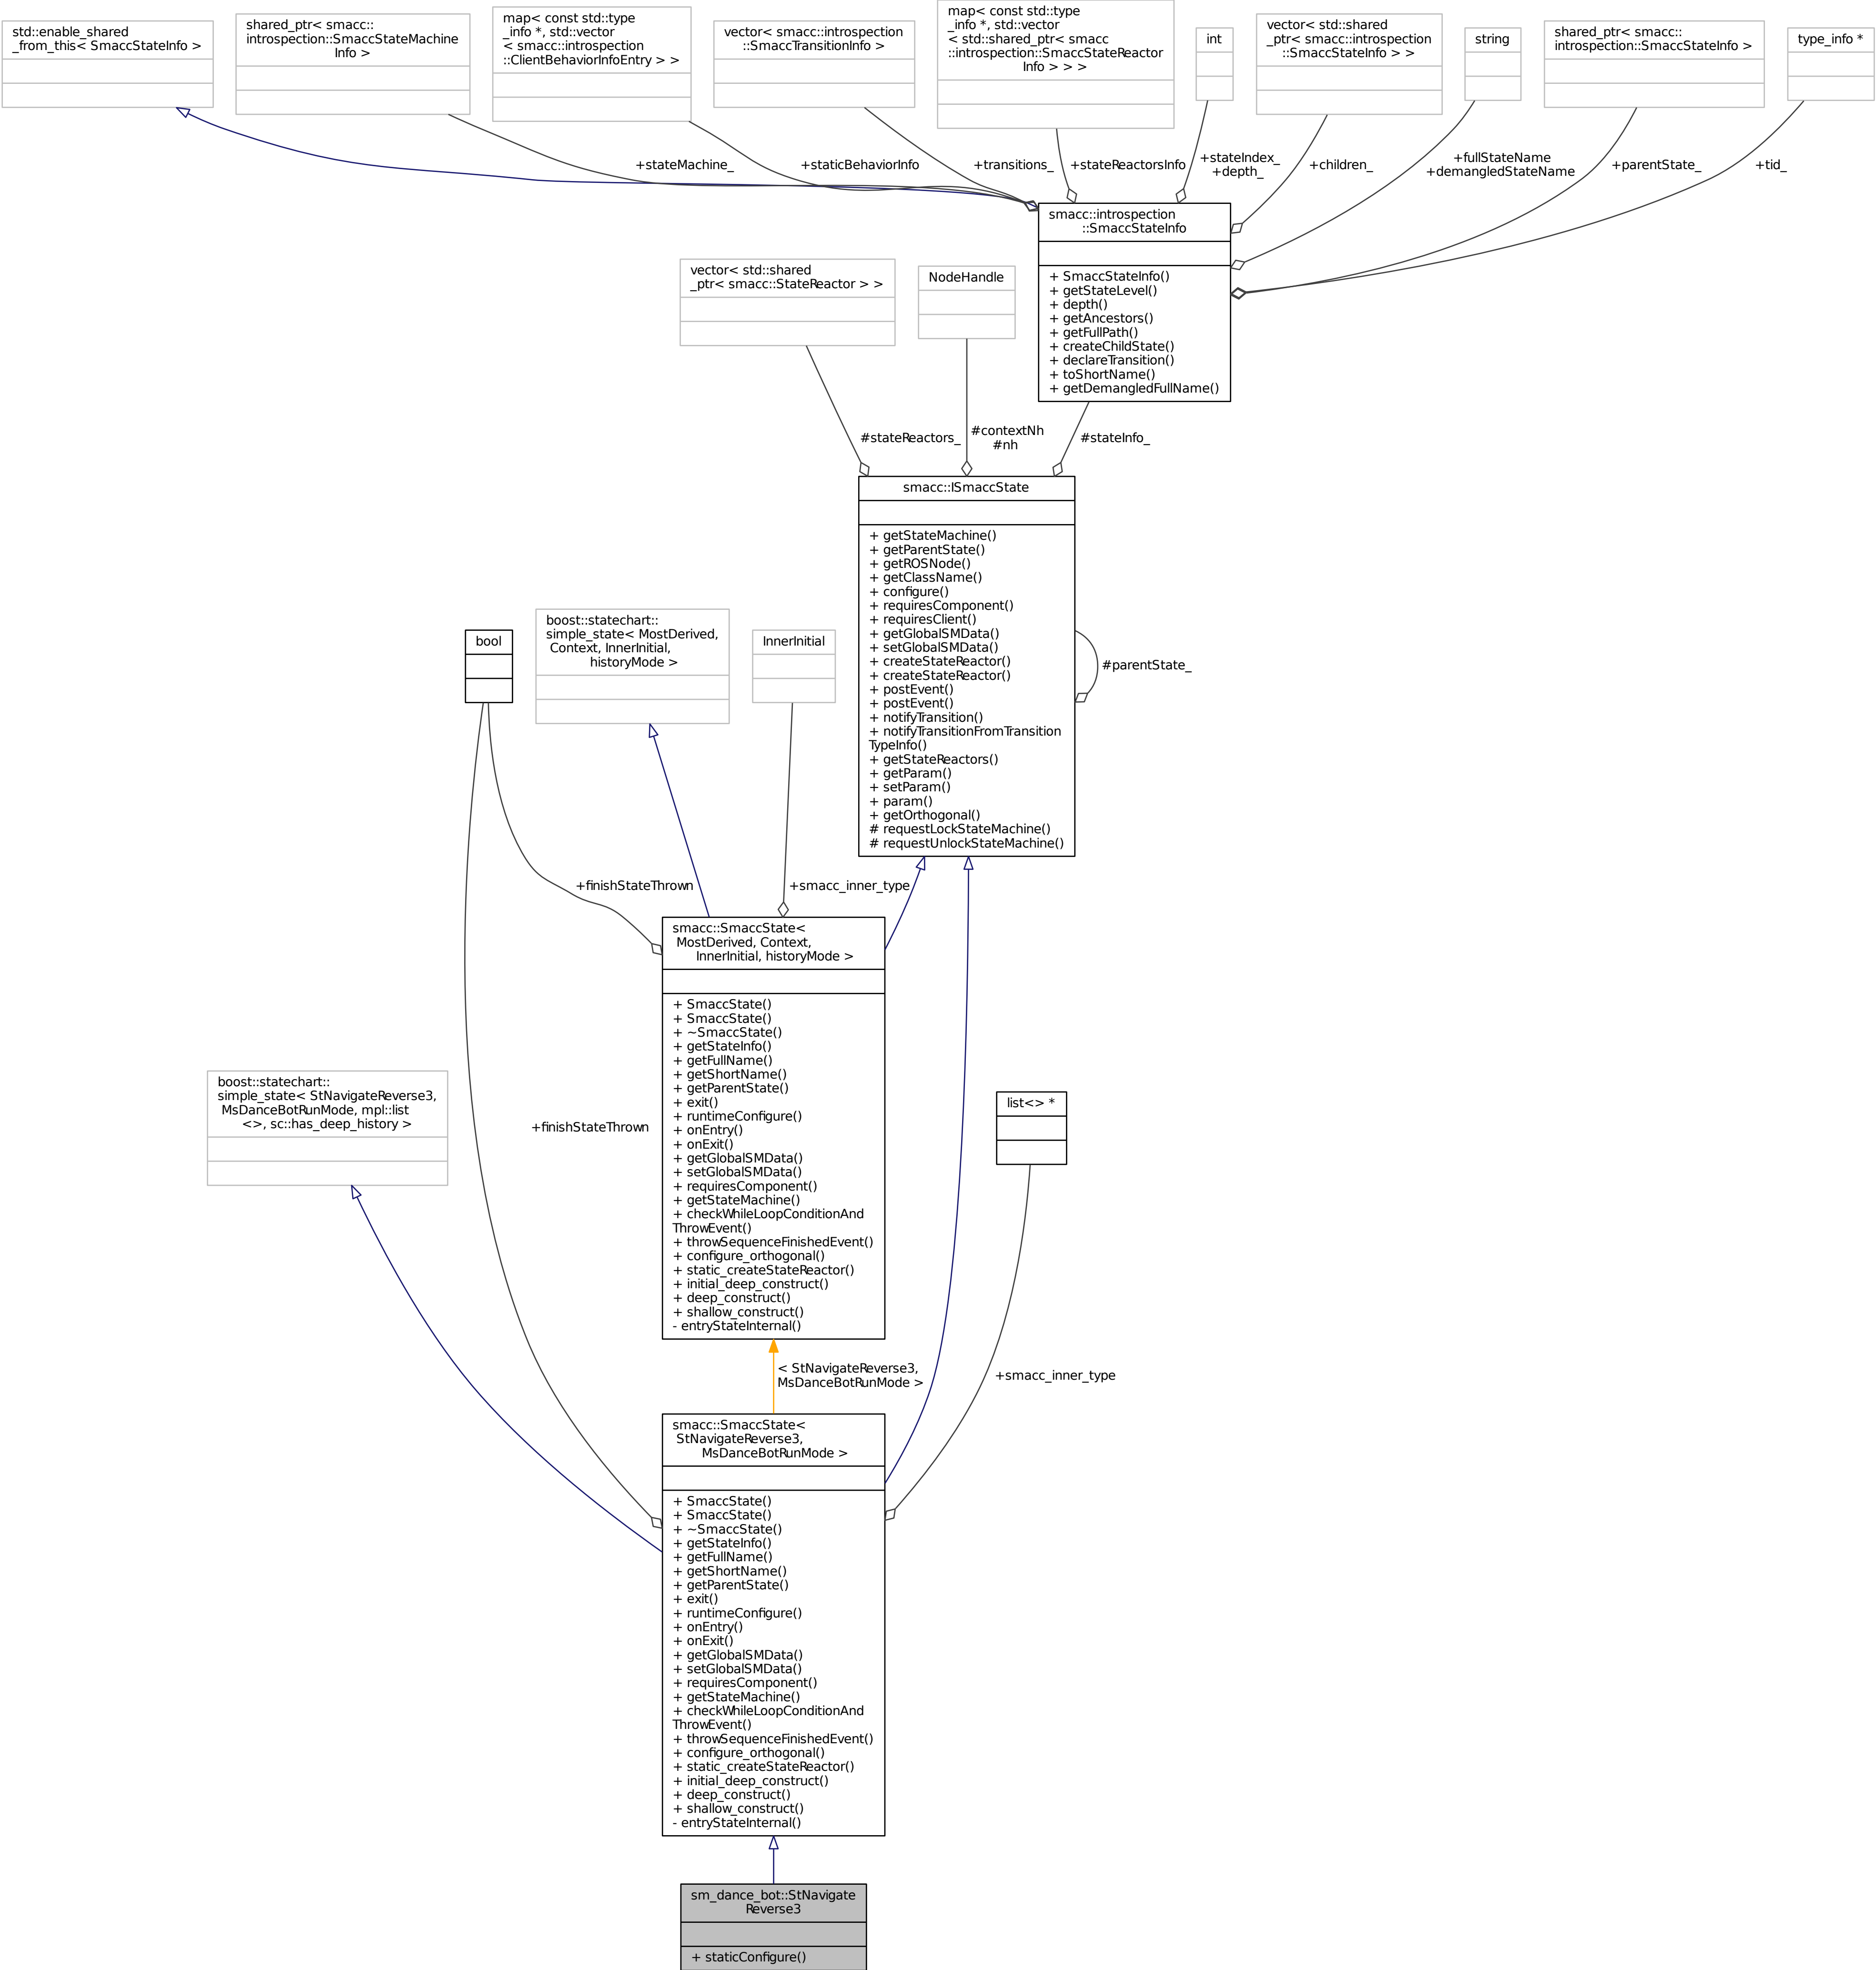 std::enable_shared
_from_this< SmaccStateInfo >
shared_ptr< smacc::
introspection::SmaccStateMachine
Info >
map< const std::type
_info *, std::vector
< smacc::introspection
::ClientBehaviorInfoEntry > >
vector< smacc::introspection
::SmaccTransitionInfo >
map< const std::type
_info *, std::vector
< std::shared_ptr< smacc
::introspection::SmaccStateReactor
Info > > >
int
vector< std::shared
_ptr< smacc::introspection
::SmaccStateInfo > >
string
shared_ptr< smacc::
introspection::SmaccStateInfo >
type_info *
+stateMachine_
+staticBehaviorInfo
+transitions_
+stateReactorsInfo
+stateIndex_
+depth_
+children_
+fullStateName
+demangledStateName
+parentState_
+tid_
smacc::introspection
::SmaccStateInfo
+ SmaccStateInfo()
+ getStateLevel()
+ depth()
+ getAncestors()
+ getFullPath()
+ createChildState()
+ declareTransition()
+ toShortName()
+ getDemangledFullName()
vector< std::shared
_ptr< smacc::StateReactor > >
NodeHandle
#stateReactors_
#contextNh
#nh
#stateInfo_
smacc::ISmaccState
+ getStateMachine()
+ getParentState()
+ getROSNode()
+ getClassName()
+ configure()
+ requiresComponent()
+ requiresClient()
+ getGlobalSMData()
+ setGlobalSMData()
+ createStateReactor()
+ createStateReactor()
+ postEvent()
+ postEvent()
+ notifyTransition()
+ notifyTransitionFromTransition
TypeInfo()
+ getStateReactors()
+ getParam()
+ setParam()
+ param()
+ getOrthogonal()
# requestLockStateMachine()
# requestUnlockStateMachine()
#parentState_
bool
boost::statechart::
simple_state< MostDerived,
Context, InnerInitial,
historyMode >
InnerInitial
+finishStateThrown
+smacc_inner_type
smacc::SmaccState<
MostDerived, Context,
InnerInitial, historyMode >
+ SmaccState()
+ SmaccState()
+ ~SmaccState()
+ getStateInfo()
+ getFullName()
+ getShortName()
+ getParentState()
+ exit()
+ runtimeConfigure()
+ onEntry()
+ onExit()
+ getGlobalSMData()
+ setGlobalSMData()
+ requiresComponent()
+ getStateMachine()
+ checkWhileLoopConditionAnd
ThrowEvent()
+ throwSequenceFinishedEvent()
+ configure_orthogonal()
+ static_createStateReactor()
+ initial_deep_construct()
+ deep_construct()
+ shallow_construct()
- entryStateInternal()
boost::statechart::
simple_state< StNavigateReverse3,
MsDanceBotRunMode, mpl::list
<>, sc::has_deep_history >
+finishStateThrown
list<> *
< StNavigateReverse3,
MsDanceBotRunMode >
+smacc_inner_type
smacc::SmaccState<
StNavigateReverse3,
MsDanceBotRunMode >
+ SmaccState()
+ SmaccState()
+ ~SmaccState()
+ getStateInfo()
+ getFullName()
+ getShortName()
+ getParentState()
+ exit()
+ runtimeConfigure()
+ onEntry()
+ onExit()
+ getGlobalSMData()
+ setGlobalSMData()
+ requiresComponent()
+ getStateMachine()
+ checkWhileLoopConditionAnd
ThrowEvent()
+ throwSequenceFinishedEvent()
+ configure_orthogonal()
+ static_createStateReactor()
+ initial_deep_construct()
+ deep_construct()
+ shallow_construct()
- entryStateInternal()
sm_dance_bot::StNavigate
Reverse3
+ staticConfigure()